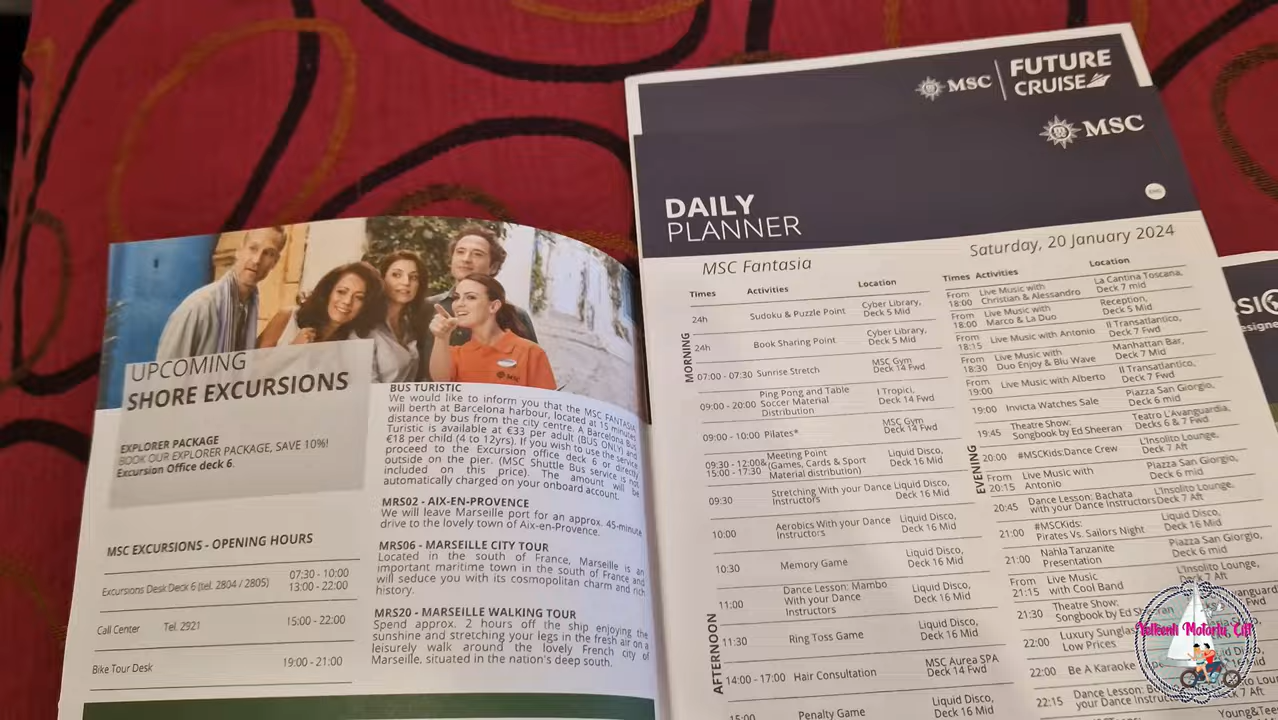 UPCOMING
SHORE EXCURSIONS
EXPLORER PACKAGE
BOOK OUR EXPLORER PACKAGE, SAVE 10%!
Excursion Office deck 6.
MSC EXCURSIONS - OPENING HOURS
Excursions Desk Deck 6 (tel. 2804 / 2805)
07:30 - 10:00
13:00 - 22:00
Call Center Tel. 2921 15:00 - 22:00
Bike Tour Desk 19:00 - 21:00
BUS TURISTIC
We would like to inform you that the MSC FANTASIA
will berth at Barcelona harbour, located at 15 minutes
distance by bus from the city centre. A Barcelona Bus
Turistic is available at €33 per adult (BUS ONLY) and
€18 per child (4 to 12yrs). If you wish to use the service
proceed to the Excursion office deck 6 or directly
outside on the pier. (MSC Shuttle Bus service is not
included on this price). The amount will be
automatically charged on your onboard account.
MRS02 - AIX-EN-PROVENCE
We will leave Marseille port for an approx. 45-minute
drive to the lovely town of Aix-en-Provence.
MRS06 - MARSEILLE CITY TOUR
Located in the south of France, Marseille is an
important maritime town in the south of France and
will seduce you with its cosmopolitan charm and rich
history.
MRS20 - MARSEILLE WALKING TOUR
Spend approx. 2 hours off the ship enjoying the
sunshine and stretching your legs in the fresh air on a
leisurely walk around the lovely French city of
Marseille, situated in the nation's deep south.
MSC FUTURE
CRUISE
MSC
DAILY
PLANNER
ENG
MSC Fantasia
Saturday, 20 January 2024
Times Activities Location
MORNING
24h Sudoku & Puzzle Point Cyber Library,
Deck 5 Mid
24h Book Sharing Point Cyber Library,
Deck 5 Mid
07:00 - 07:30 Sunrise Stretch MSC Gym
Deck 14 Fwd
09:00 - 20:00 Ping Pong and Table
Soccer Material
Distribution
I Tropici,
Deck 14 Fwd
09:00 - 10:00 Pilates* MSC Gym
Deck 14 Fwd
09:30 - 12:00&
15:00 - 17:30
Meeting Point
(Games, Cards & Sport
Material distribution)
Liquid Disco,
Deck 16 Mid
09:30 Stretching With your Dance
Instructors
Liquid Disco,
Deck 16 Mid
10:00 Aerobics With your Dance
Instructors
Liquid Disco,
Deck 16 Mid
10:30 Memory Game Liquid Disco,
Deck 16 Mid
11:00 Dance Lesson: Mambo
With your Dance
Instructors
Liquid Disco,
Deck 16 Mid
11:30 Ring Toss Game Liquid Disco,
Deck 16 Mid
AFTERNOON
14:00 - 17:00 Hair Consultation MSC Aurea SPA
Deck 14 Fwd
15:00 Penalty Game Liquid Disco,
Deck 16 Mid
Times Activities Location
From
18:00
Live Music with
Christian & Alessandro
La Cantina Toscana,
Deck 7 mid
From
18:00
Live Music with
Marco & La Duo
Reception,
Deck 5 Mid
From
18:15
Live Music with Antonio
Il Transatlantico,
Deck 7 Fwd
From
18:30
Live Music with
Duo Enjoy & Blu Wave
Manhattan Bar,
Deck 7 Mid
From
19:00
Live Music with Alberto
Il Transatlantico,
Deck 7 Fwd
19:00 Invicta Watches Sale Piazza San Giorgio,
Deck 6 mid
19:45 Theatre Show:
Songbook by Ed Sheeran
Teatro L'Avanguardia,
Decks 6 & 7 Fwd
EVENING
20:00 #MSCKids:Dance Crew L'Insolito Lounge,
Deck 7 Aft
From
20:15
Live Music with
Antonio
Piazza San Giorgio,
Deck 6 mid
20:45 Dance Lesson: Bachata
with your Dance Instructors
L'Insolito Lounge,
Deck 7 Aft
21:00 #MSCKids:
Pirates Vs. Sailors Night
Liquid Disco,
Deck 16 Mid
21:00 Nahla Tanzanite
Presentation
Piazza San Giorgio,
Deck 6 mid
From
21:15
Live Music
with Cool Band
L'Insolito Lounge,
Deck 7 Aft
21:30 Theatre Show:
Songbook by Ed Sheeran
22:00 Luxury
Low Prices
22:00 Be A Karaoke
22:15 Dance Lesson:
your Dance
Deck 7 Aft
Yelkenli Motorlu Çift